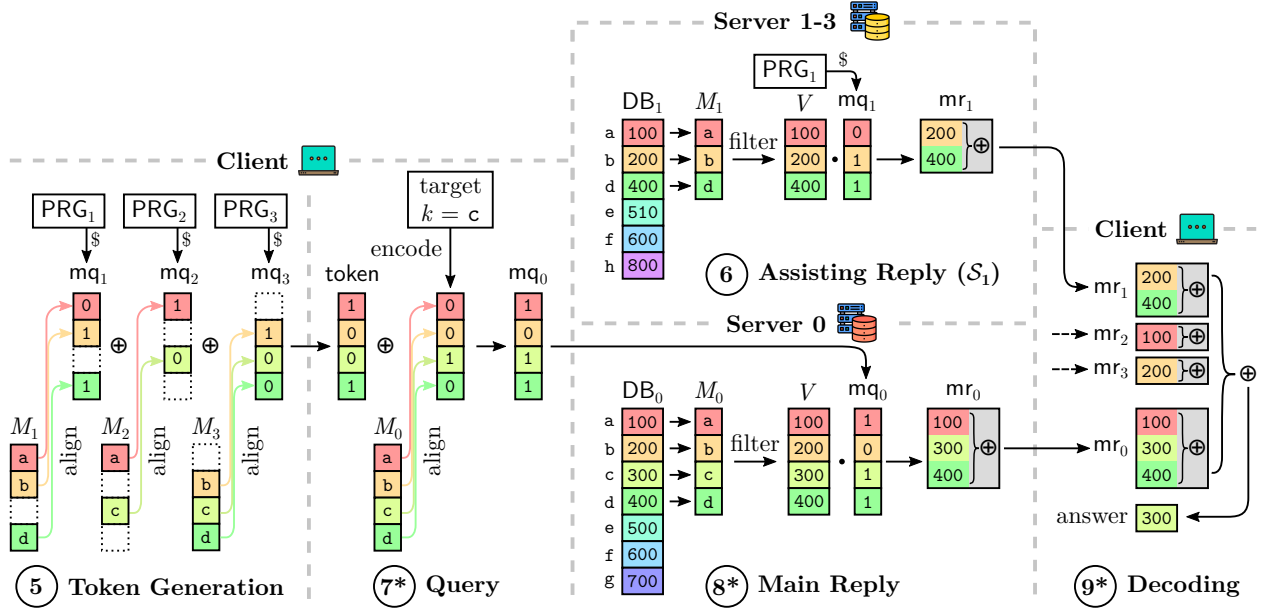 Client
PRG₁ PRG₂ PRG₃
$ $ $
mq₁ mq₂ mq₃
0 1
1 ⊕ ⊕ 1
0 0
1 0
M₁ M₂ M₃
align align align
a a
b b
c c
d d
5 Token Generation
target
k = c
encode
token mq₀
1 0 1
0 ⊕ 0 0
0 1 1
1 0 1
M₀
align
a
b
c
d
7* Query
Server 1-3
PRG₁ $
DB₁ M₁ V mq₁ mr₁
a 100 a filter 100 0 200
b 200 b 200 · 1 400 ⊕
d 400 d 400 1
e 510
f 600
h 800
6 Assisting Reply (𝒮₁)
Server 0
DB₀ M₀ V mq₀ mr₀
a 100 a 100 1 100
b 200 b filter 200 0 300 ⊕
c 300 c 300 · 1 400
d 400 d 400 1
e 500
f 600
g 700
8* Main Reply
Client
mr₁ 200 400 ⊕
mr₂ 100 ⊕
mr₃ 200 ⊕
⊕
mr₀ 100 300 400 ⊕
answer 300
9* Decoding